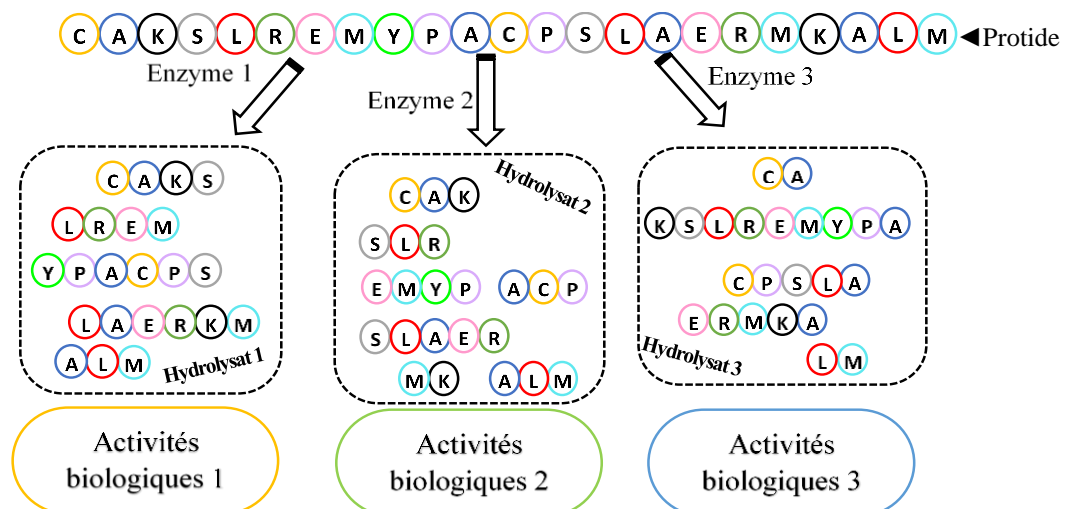 C A K S L R E M Y P A C P S L A E R M K A L M ◄Protide
Enzyme 1
Enzyme 2
Enzyme 3
C A K S
L R E M
Y P A C P S
L A E R K M
A L M
Hydrolysat 1
Hydrolysat 2
C A K
S L R
E M Y P A C P
S L A E R
M K A L M
C A
K S L R E M Y P A
C P S L A
E R M K A
L M
Hydrolysat 3
Activités
biologiques 1
Activités
biologiques 2
Activités
biologiques 3